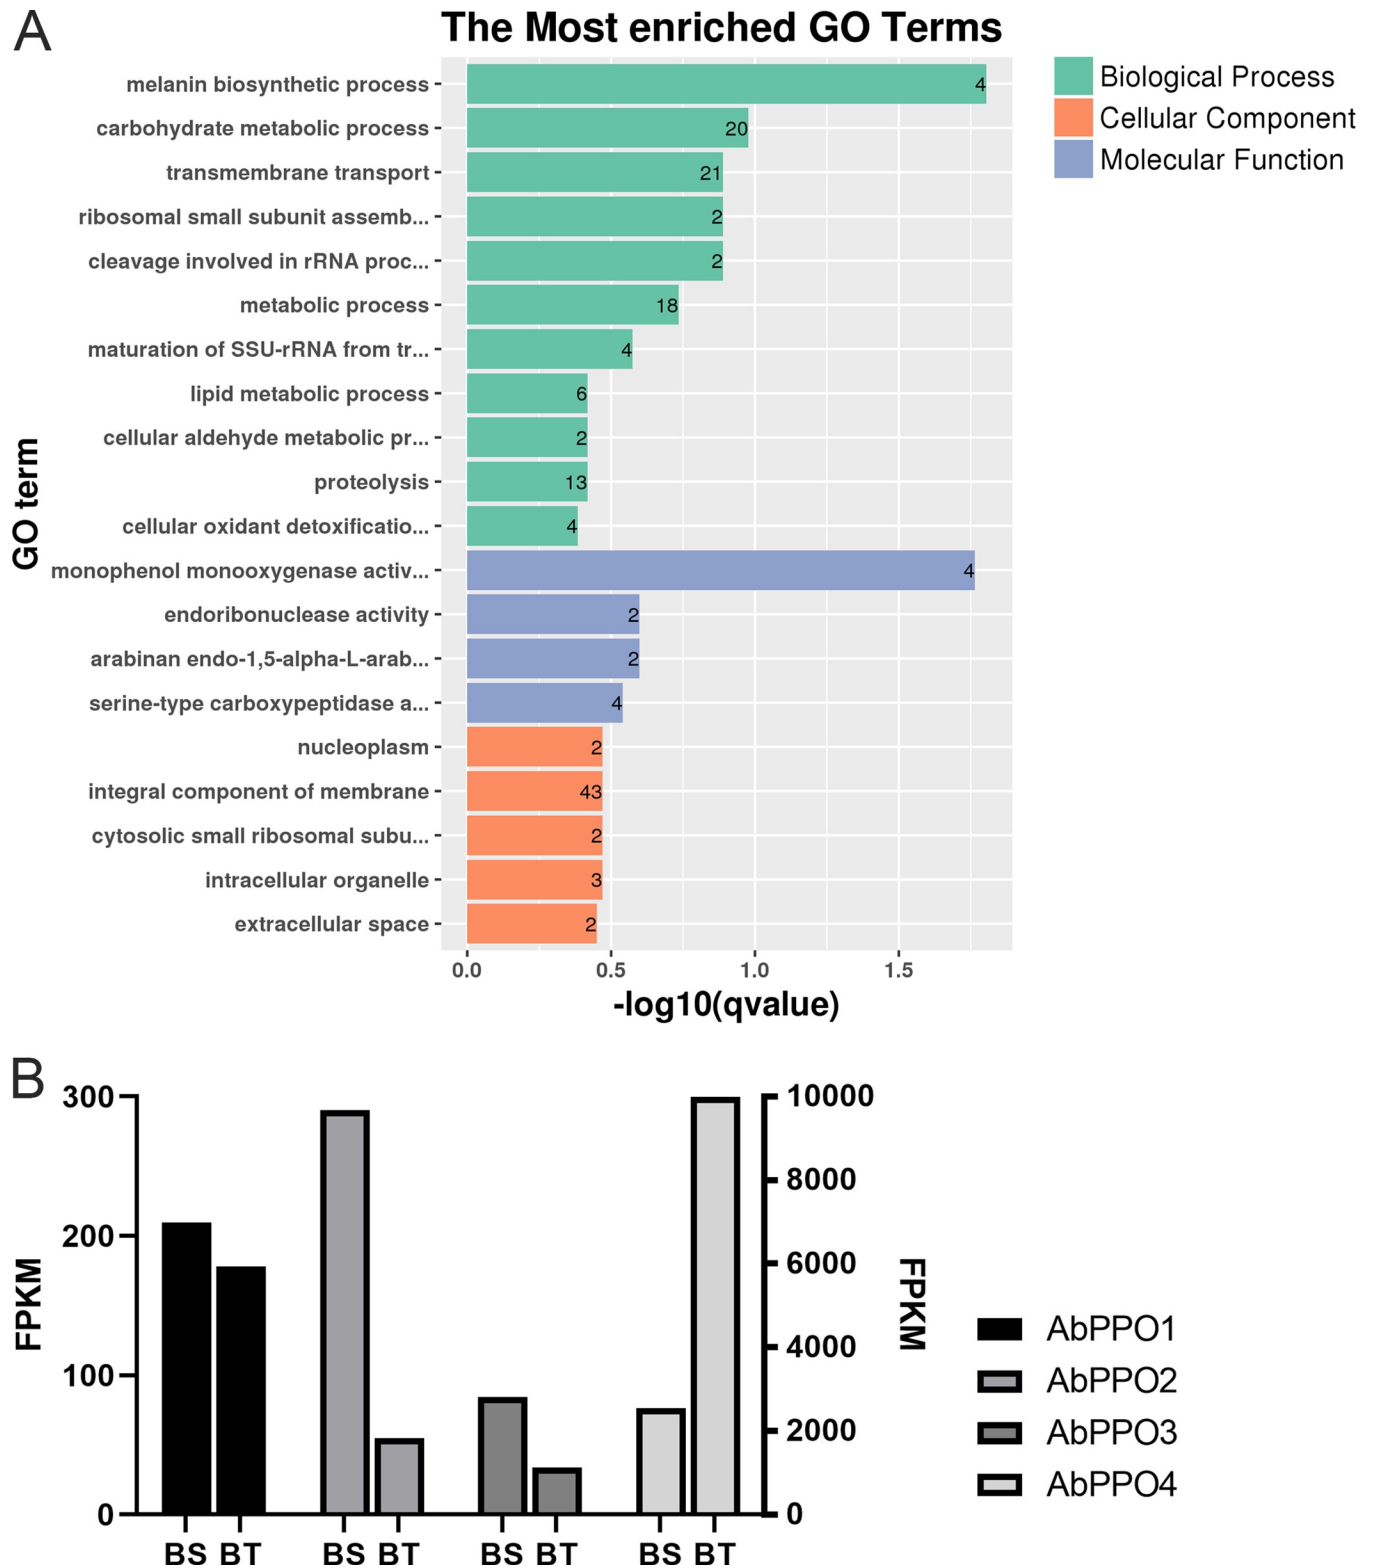 A
The Most enriched GO Terms
melanin biosynthetic process 4
carbohydrate metabolic process 20
transmembrane transport 21
ribosomal small subunit assemb... 2
cleavage involved in rRNA proc... 2
metabolic process 18
maturation of SSU-rRNA from tr... 4
lipid metabolic process 6
cellular aldehyde metabolic pr... 2
proteolysis 13
cellular oxidant detoxificatio... 4
monophenol monooxygenase activ... 4
endoribonuclease activity 2
arabinan endo-1,5-alpha-L-arab... 2
serine-type carboxypeptidase a... 4
nucleoplasm 2
integral component of membrane 43
cytosolic small ribosomal subu... 2
intracellular organelle 3
extracellular space 2
GO term
0.0 0.5 1.0 1.5
-log10(qvalue)
Biological Process
Cellular Component
Molecular Function
B
300
200
100
0
FPKM
10000
8000
6000
4000
2000
0
FPKM
BS BT BS BT BS BT BS BT
AbPPO1
AbPPO2
AbPPO3
AbPPO4